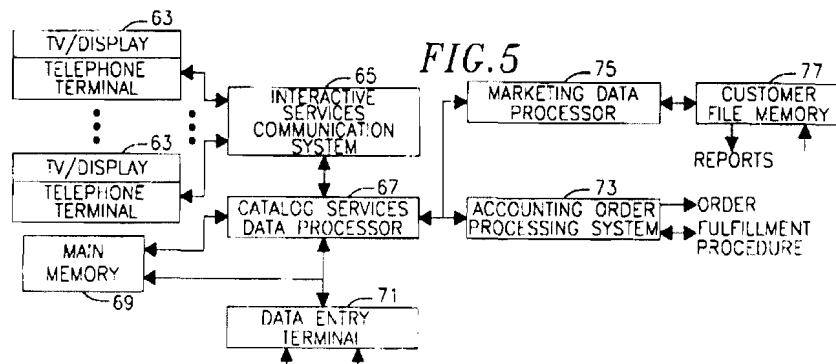 63
TV/DISPLAY
TELEPHONE
TERMINAL
63
TV/DISPLAY
TELEPHONE
TERMINAL
MAIN
MEMORY
69
65
INTERACTIVE
SERVICES
COMMUNICATION
SYSTEM
67
CATALOG SERVICES
DATA PROCESSOR
71
DATA ENTRY
TERMINAL
FIG.5
75
MARKETING DATA
PROCESSOR
77
CUSTOMER
FILE MEMORY
REPORTS
73
ACCOUNTING ORDER
PROCESSING SYSTEM
ORDER
FULFILLMENT
PROCEDURE